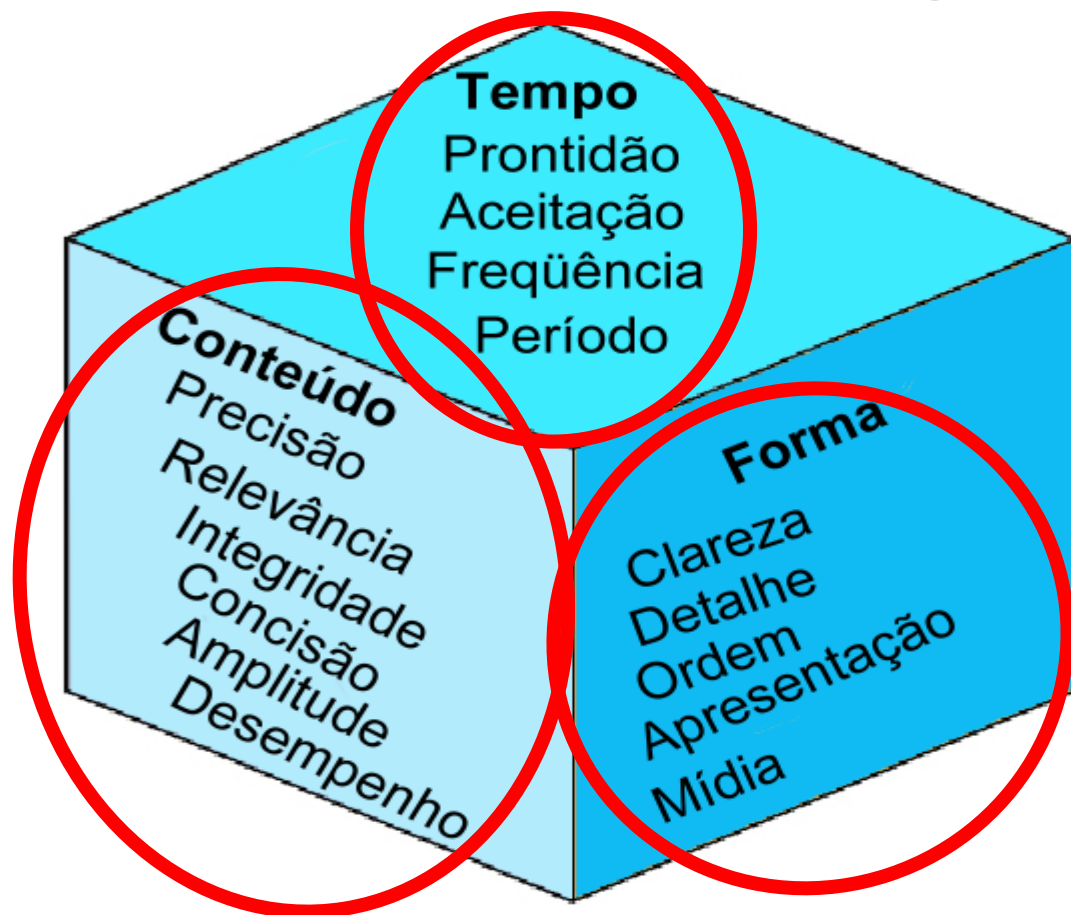 Tempo
Prontidão
Aceitação
Freqüência
Período
Conteúdo
Precisão
Relevância
Integridade
Concisão
Amplitude
Desempenho
Forma
Clareza
Detalhe
Ordem
Apresentação
Mídia